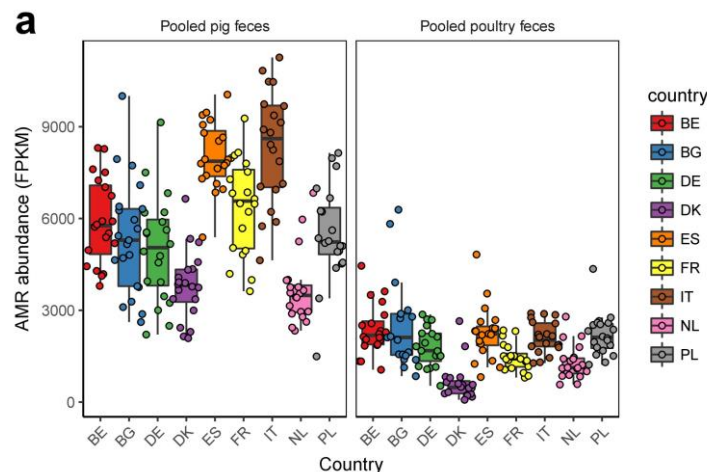 a
Pooled pig feces
Pooled poultry feces
AMR abundance (FPKM)
9000
6000
3000
0
BE
BG
DE
DK
ES
FR
IT
NL
PL
BE
BG
DE
DK
ES
FR
IT
NL
PL
Country
country
BE
BG
DE
DK
ES
FR
IT
NL
PL